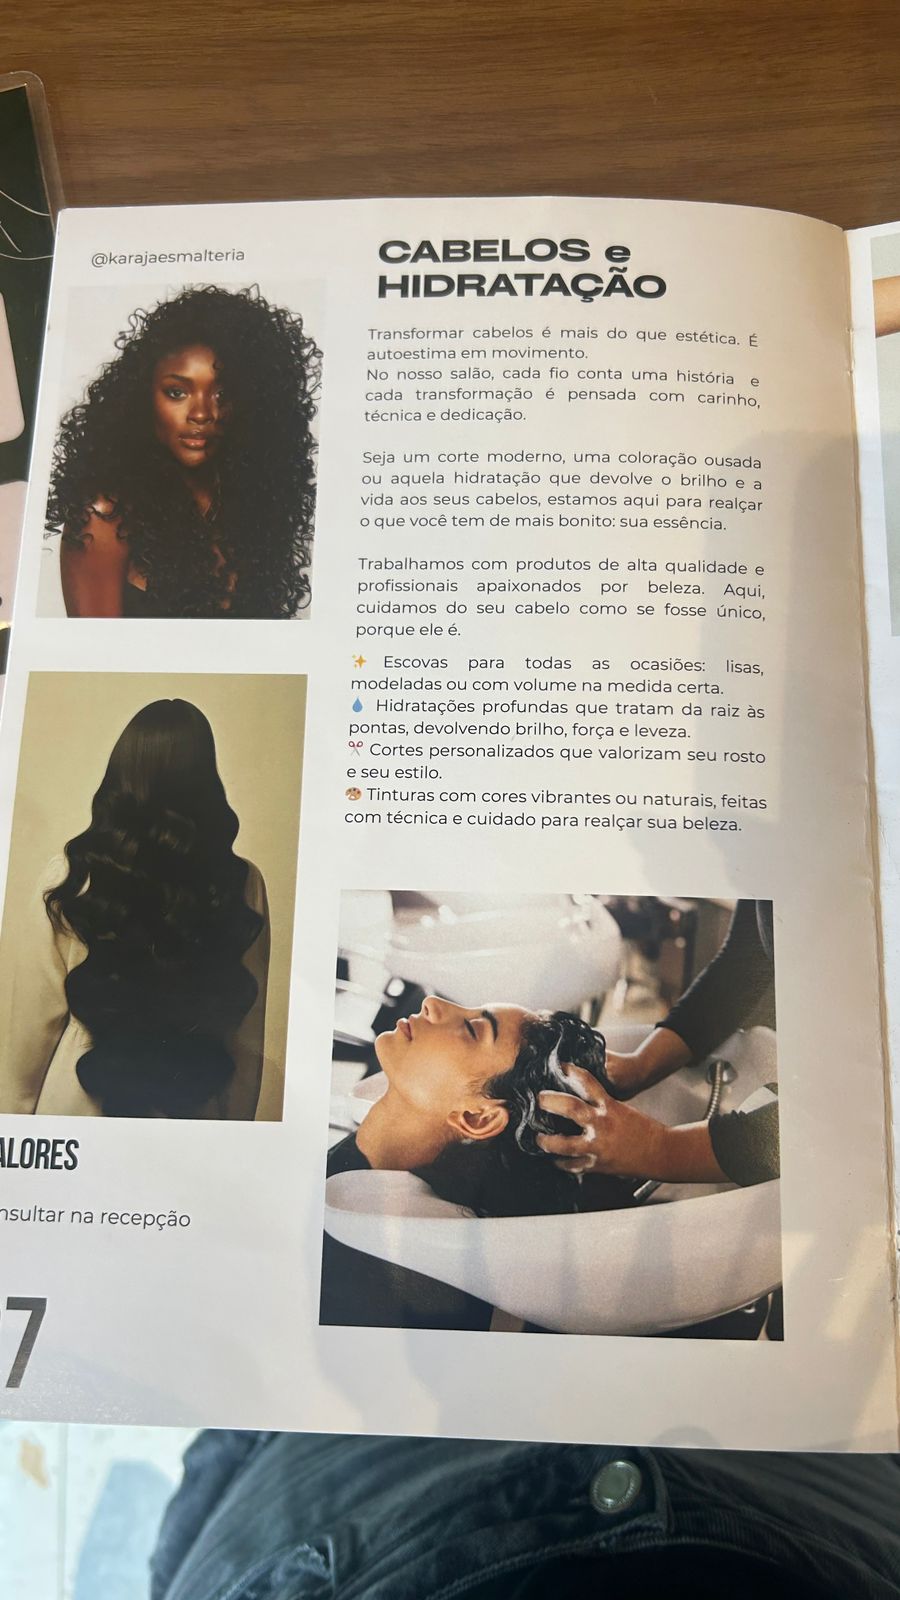 @karajaesmalteria
CABELOS e
HIDRATAÇÃO
Transformar cabelos é mais do que estética. É
autoestima em movimento.
No nosso salão, cada fio conta uma história e
cada transformação é pensada com carinho,
técnica e dedicação.
Seja um corte moderno, uma coloração ousada
ou aquela hidratação que devolve o brilho e a
vida aos seus cabelos, estamos aqui para realçar
o que você tem de mais bonito: sua essência.
Trabalhamos com produtos de alta qualidade e
profissionais apaixonados por beleza. Aqui,
cuidamos do seu cabelo como se fosse único,
porque ele é.
✨ Escovas para todas as ocasiões: lisas,
modeladas ou com volume na medida certa.
💧 Hidratações profundas que tratam da raiz às
pontas, devolvendo brilho, força e leveza.
✂️ Cortes personalizados que valorizam seu rosto
e seu estilo.
🎨 Tinturas com cores vibrantes ou naturais, feitas
com técnica e cuidado para realçar sua beleza.
ALORES
nsultar na recepção
7